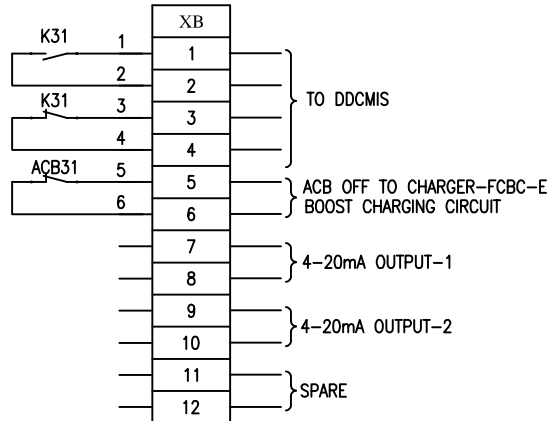 XB
K31
1 1
2 2
TO DDCMIS
K31
3 3
4 4
ACB31
5 5
ACB OFF TO CHARGER-FCBC-E
6 6
BOOST CHARGING CIRCUIT
7
4-20mA OUTPUT-1
8
9
4-20mA OUTPUT-2
10
11
SPARE
12